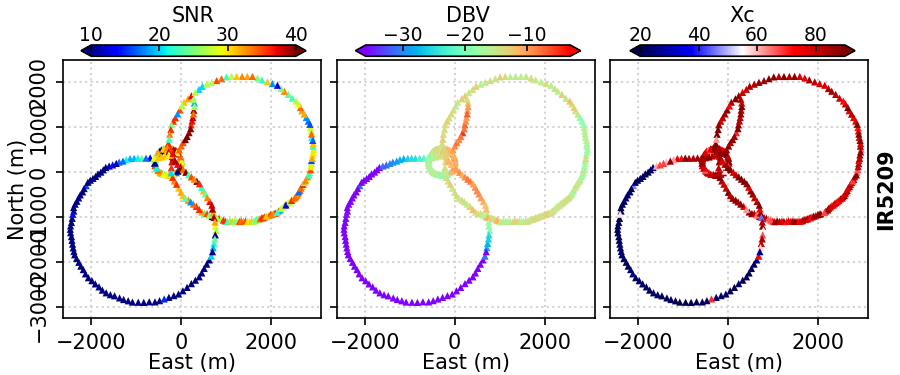 SNR
DBV
Xc
10 20 30 40
−30 −20 −10
20 40 60 80
2000
1000
0
−1000
−2000
−3000
North (m)
−2000 0 2000
−2000 0 2000
−2000 0 2000
East (m)
East (m)
East (m)
IR5209